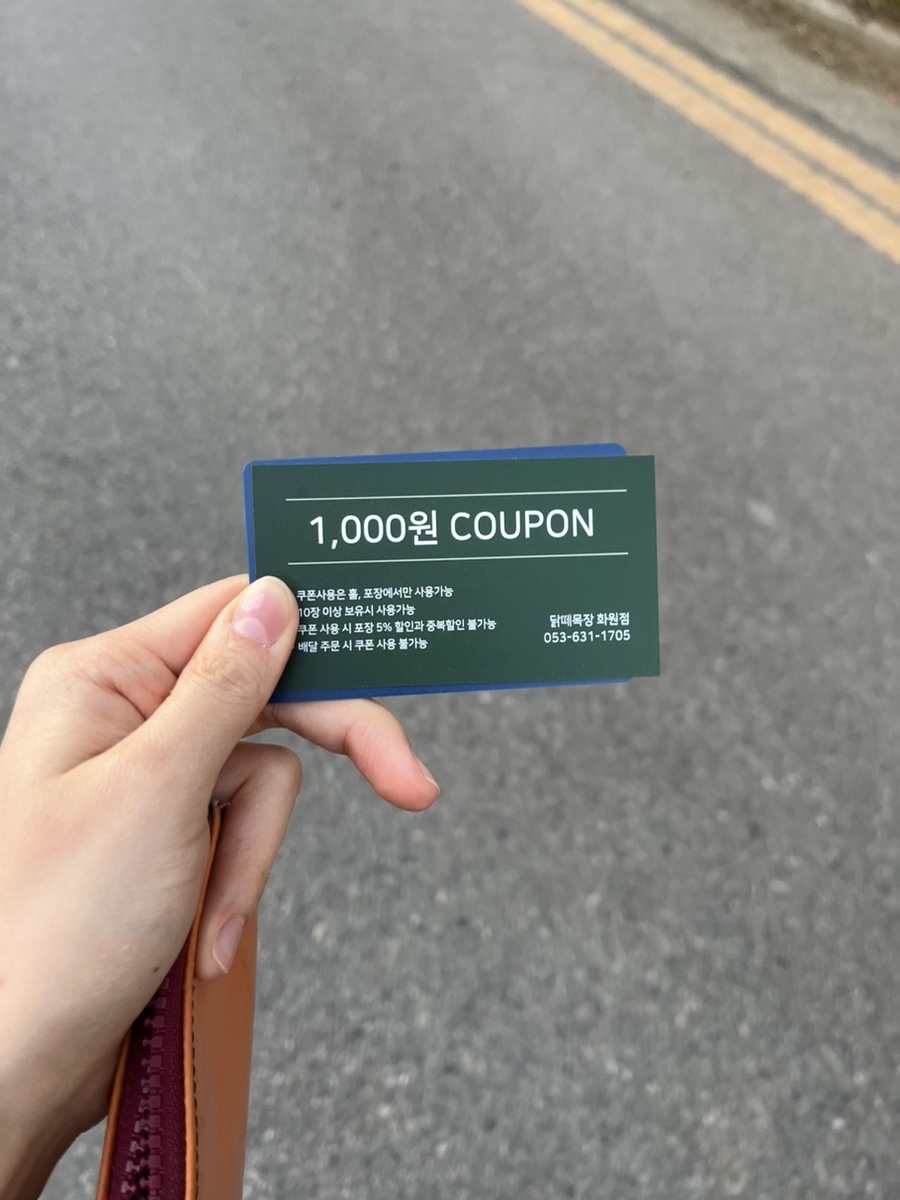 1,000원 COUPON
쿠폰사용은 홀, 포장에서만 사용가능
10장 이상 보유시 사용가능
쿠폰 사용 시 포장 5% 할인과 중복할인 불가능
배달 주문 시 쿠폰 사용 불가능
닭떼목장 화원점
053-631-1705